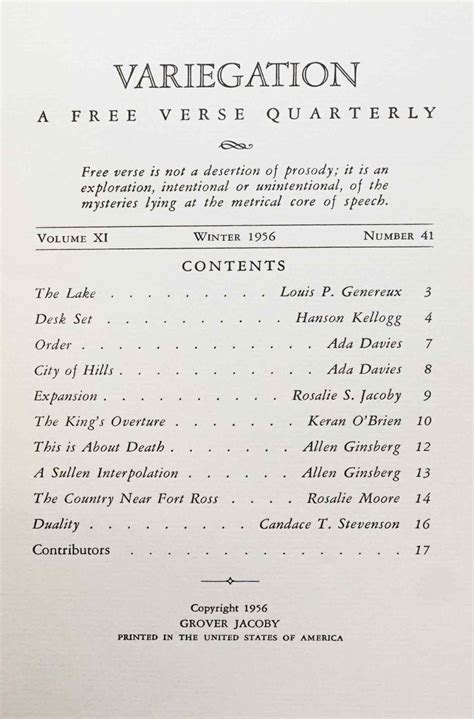 VARIEGATION
A FREE VERSE QUARTERLY
Free verse is not a desertion of prosody; it is an
exploration, intentional or unintentional, of the
mysteries lying at the metrical core of speech.
VOLUME XI WINTER 1956 NUMBER 41
CONTENTS
The Lake . . . . . . . . . . Louis P. Genereux 3
Desk Set . . . . . . . . . . Hanson Kellogg 4
Order . . . . . . . . . . . . . Ada Davies 7
City of Hills . . . . . . . . . . . Ada Davies 8
Expansion . . . . . . . . . . Rosalie S. Jacoby 9
The King's Overture . . . . . . . Keran O'Brien 10
This is About Death . . . . . . . Allen Ginsberg 12
A Sullen Interpolation . . . . . . Allen Ginsberg 13
The Country Near Fort Ross . . . . Rosalie Moore 14
Duality . . . . . . . . . Candace T. Stevenson 16
Contributors . . . . . . . . . . . . . . . 17
Copyright 1956
GROVER JACOBY
PRINTED IN THE UNITED STATES OF AMERICA